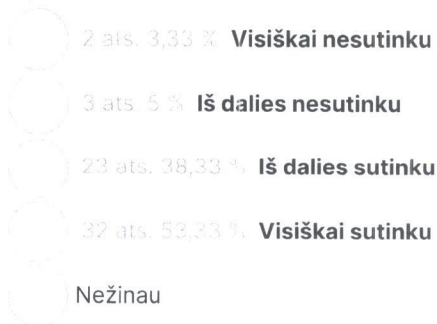 2 ats. 3,33 % Visiškai nesutinku
3 ats. 5 % Iš dalies nesutinku
23 ats. 38,33 % Iš dalies sutinku
32 ats. 53,33 % Visiškai sutinku
Nežinau